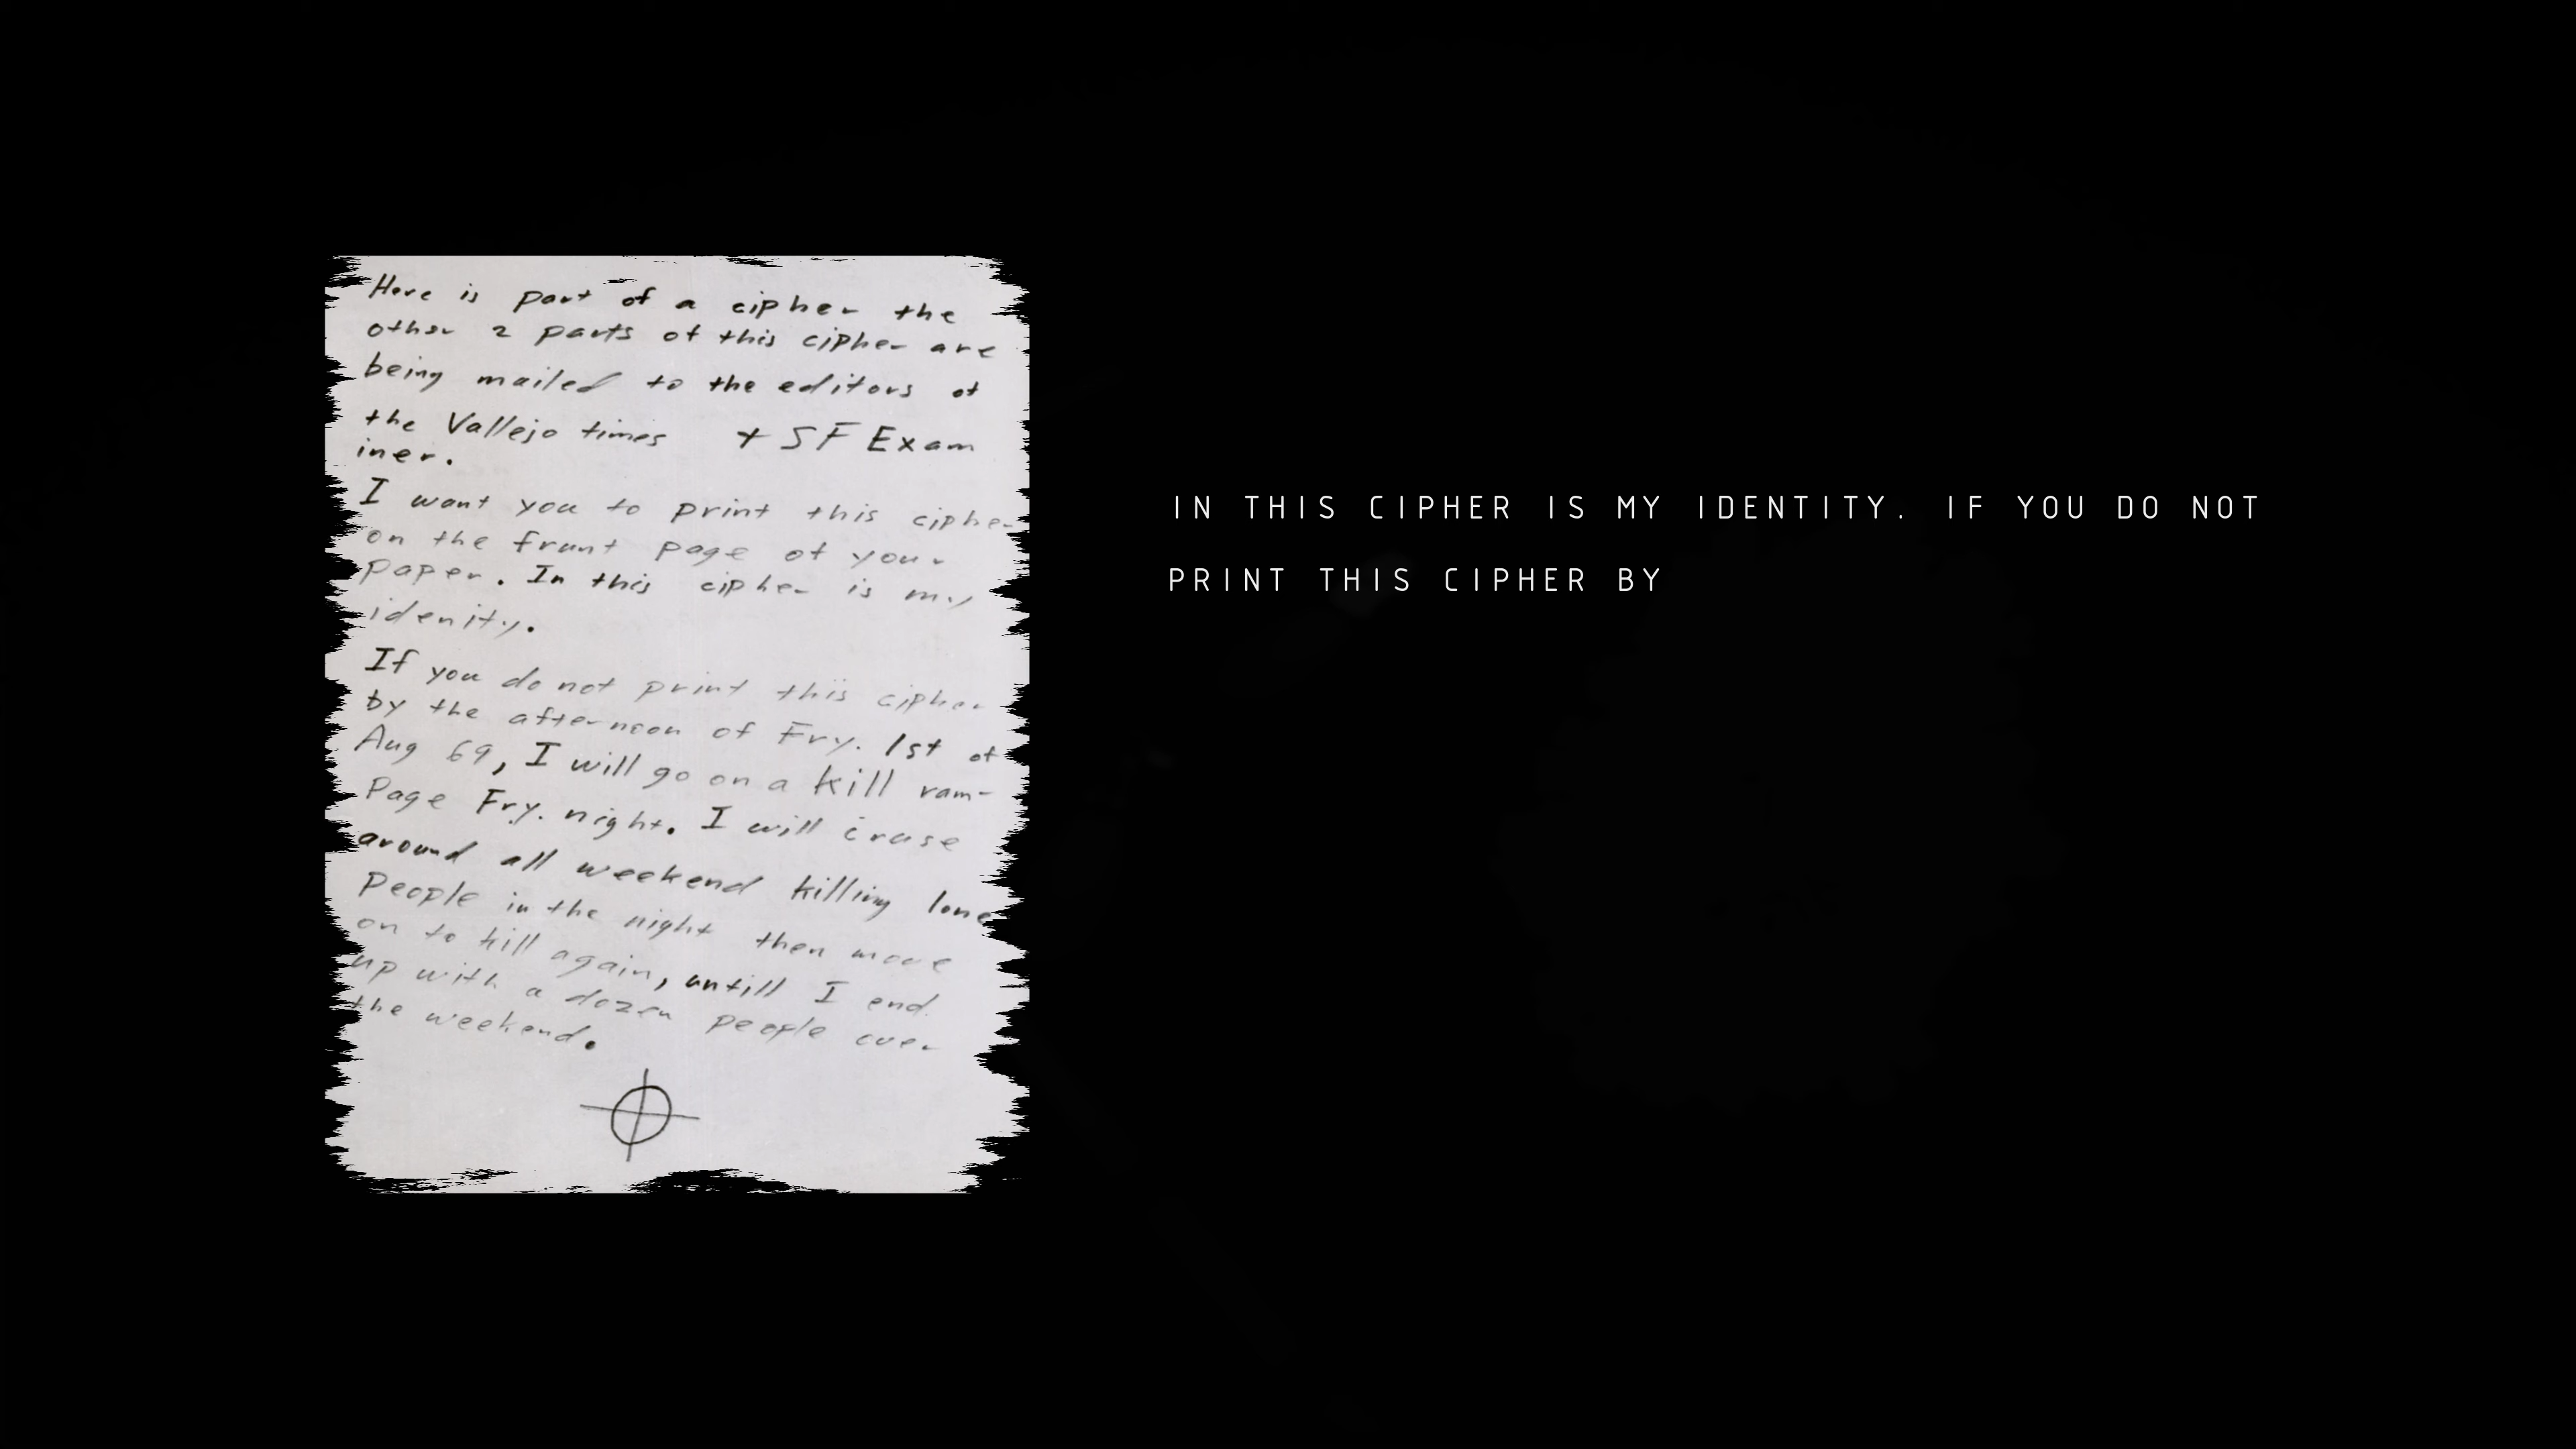 Here is part of a cipher the
other 2 parts of this cipher are
being mailed to the editors of
the Vallejo times + SF Exam
iner.
I want you to print this cipher
on the frunt page of your
paper. In this cipher is my
idenity.
If you do not print this cipher
by the afternoon of Fry. 1st of
Aug 69, I will go on a kill ram-
Page Fry. night. I will cruse
around all weekend killing lone
people in the night then move
on to kill again, untill I end
up with a dozen people over
the weekend.
IN THIS CIPHER IS MY IDENTITY. IF YOU DO NOT
PRINT THIS CIPHER BY